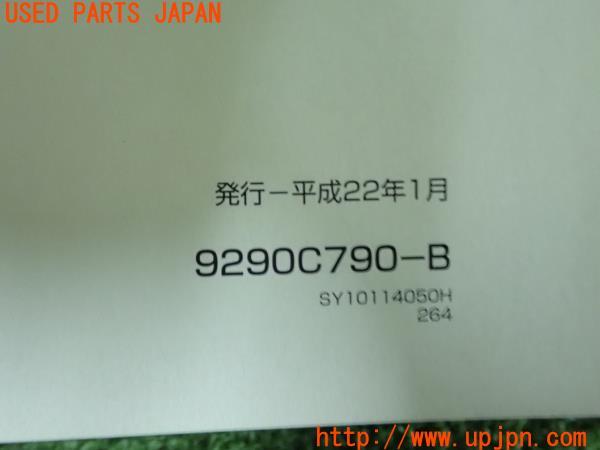 USED PARTS JAPAN
発行－平成22年1月
9290C790－B
SY10114050H
264
http://www.upjpn.com